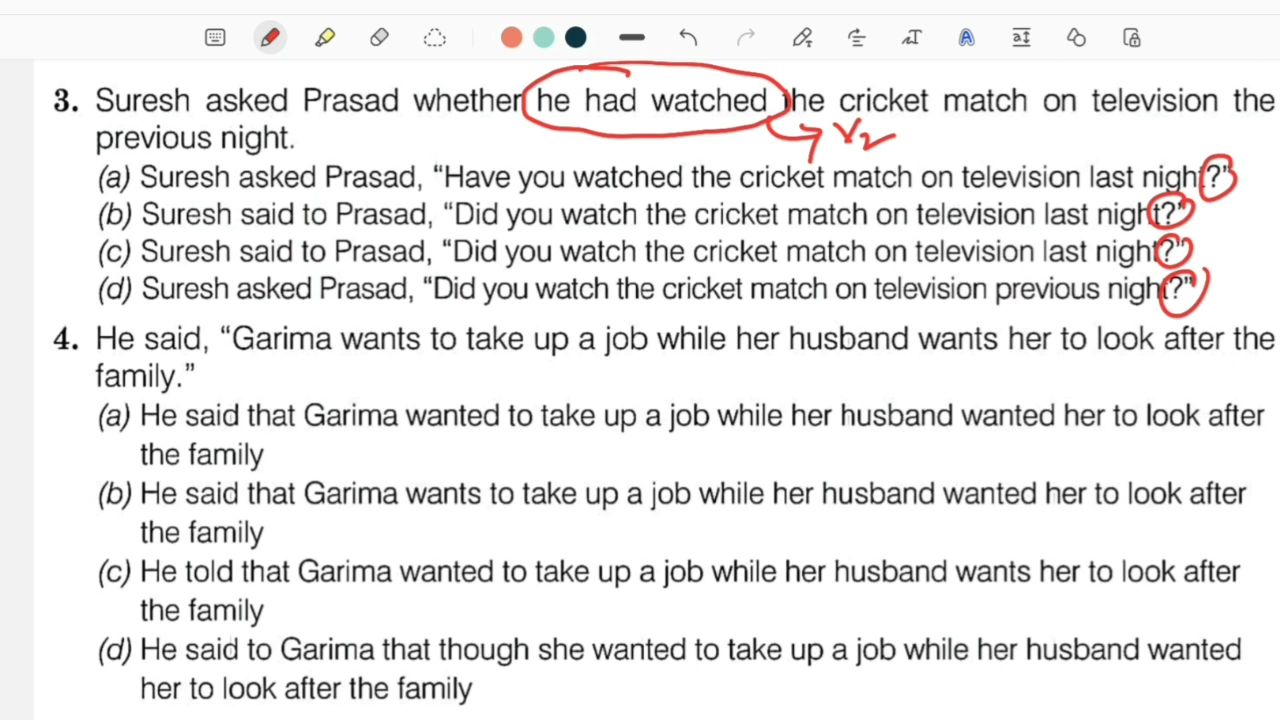 3. Suresh asked Prasad whether he had watched the cricket match on television the
previous night.
V2
(a) Suresh asked Prasad, “Have you watched the cricket match on television last night?”
(b) Suresh said to Prasad, “Did you watch the cricket match on television last night?”
(c) Suresh said to Prasad, “Did you watch the cricket match on television last night?”
(d) Suresh asked Prasad, “Did you watch the cricket match on television previous night?”
4. He said, “Garima wants to take up a job while her husband wants her to look after the
family.”
(a) He said that Garima wanted to take up a job while her husband wanted her to look after
the family
(b) He said that Garima wants to take up a job while her husband wanted her to look after
the family
(c) He told that Garima wanted to take up a job while her husband wants her to look after
the family
(d) He said to Garima that though she wanted to take up a job while her husband wanted
her to look after the family